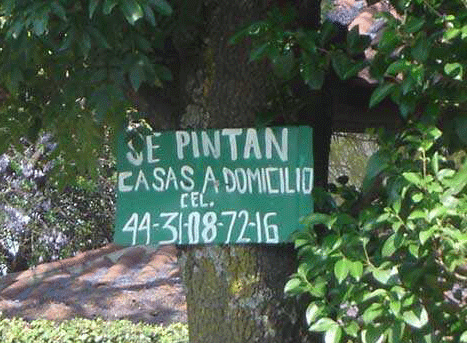 SE PINTAN
CASAS A DOMICILIO
CEL.
44-31-08-72-16